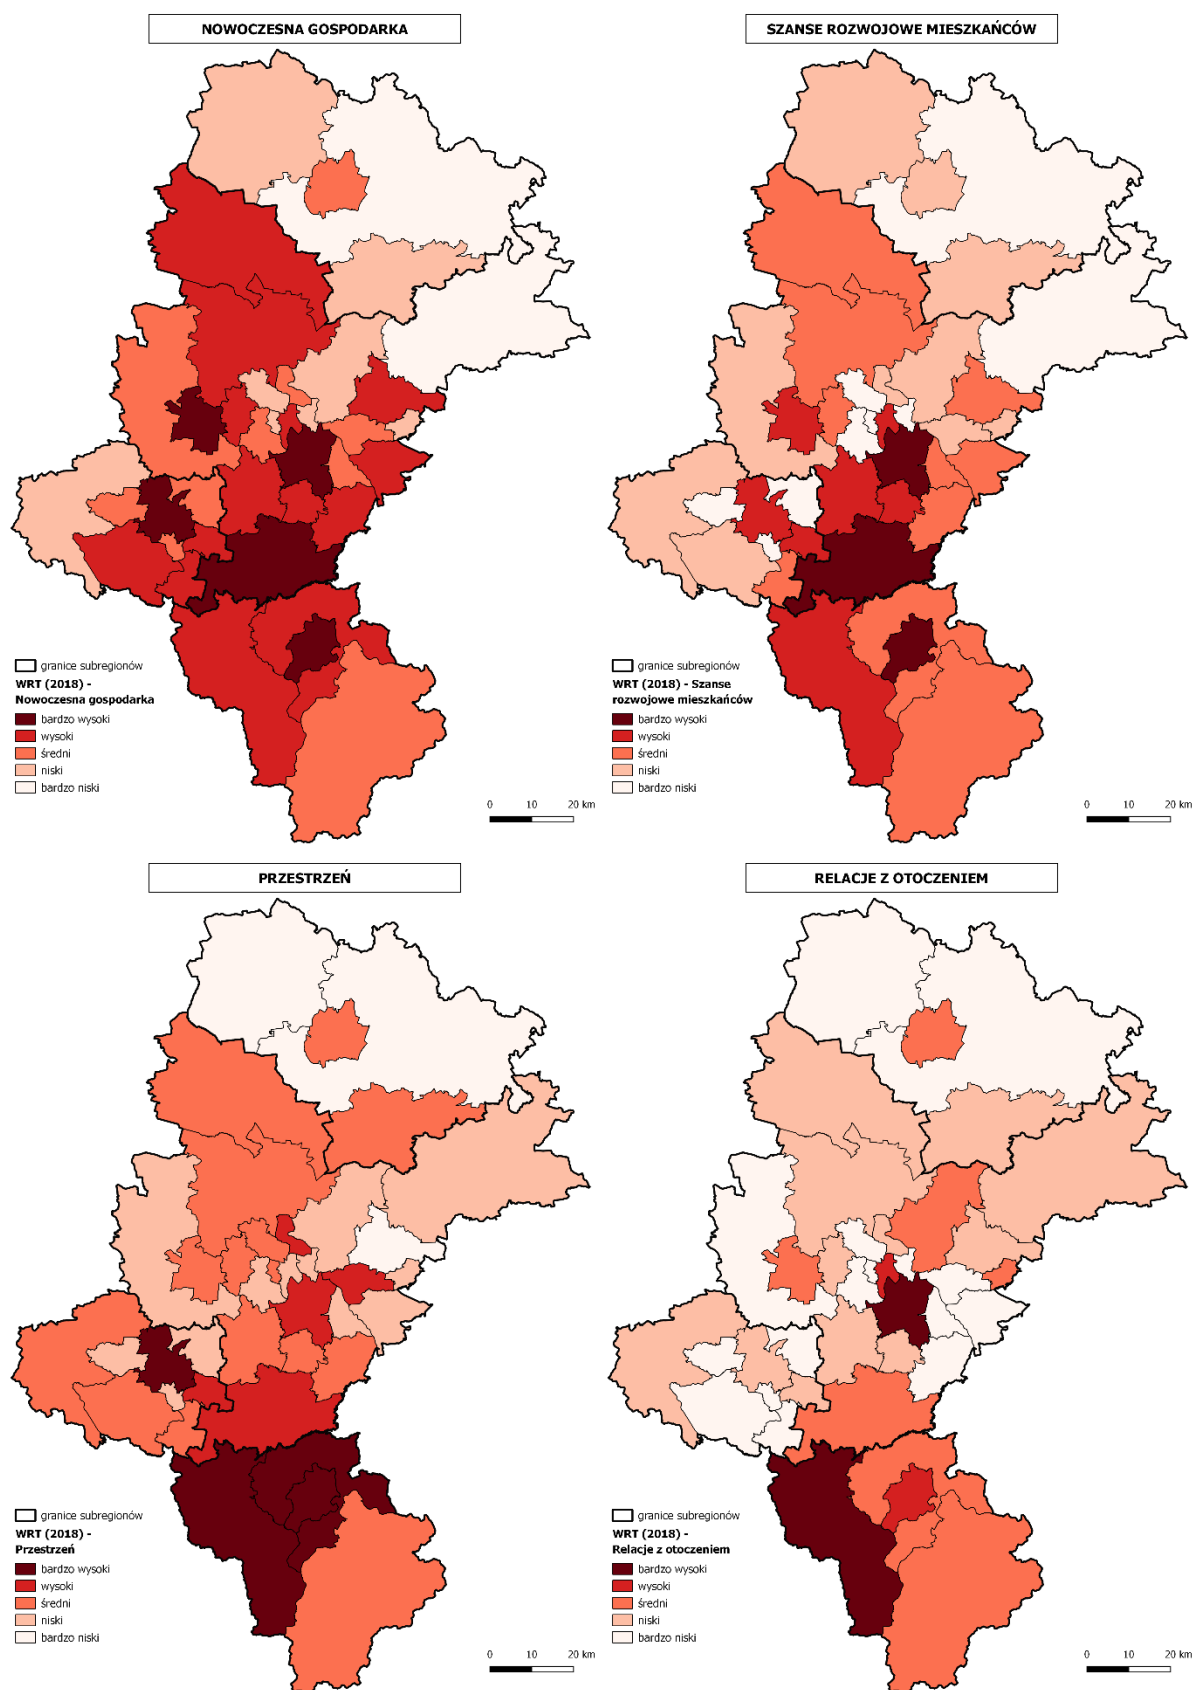 NOWOCZESNA GOSPODARKA
granice subregionów
WRT (2018) -
Nowoczesna gospodarka
bardzo wysoki
wysoki
średni
niski
bardzo niski
0 10 20 km
SZANSE ROZWOJOWE MIESZKAŃCÓW
granice subregionów
WRT (2018) - Szanse
rozwojowe mieszkańców
bardzo wysoki
wysoki
średni
niski
bardzo niski
0 10 20 km
PRZESTRZEŃ
granice subregionów
WRT (2018) -
Przestrzeń
bardzo wysoki
wysoki
średni
niski
bardzo niski
0 10 20 km
RELACJE Z OTOCZENIEM
granice subregionów
WRT (2018) -
Relacje z otoczeniem
bardzo wysoki
wysoki
średni
niski
bardzo niski
0 10 20 km